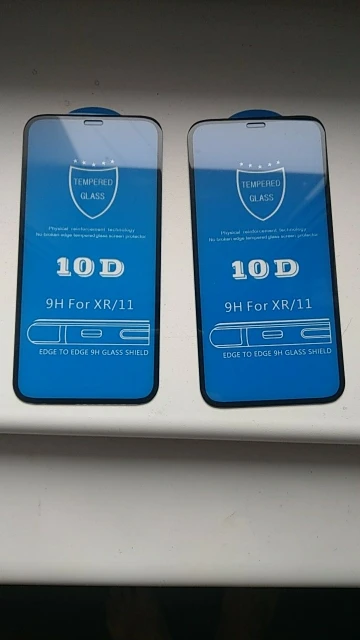 TEMPERED
GLASS
Physical reinforcement technology
No broken edge tempered glass screen protector
10D
9H For XR/11
EDGE TO EDGE 9H GLASS SHIELD
TEMPERED
GLASS
Physical reinforcement technology
No broken edge tempered glass screen protector
10D
9H For XR/11
EDGE TO EDGE 9H GLASS SHIELD